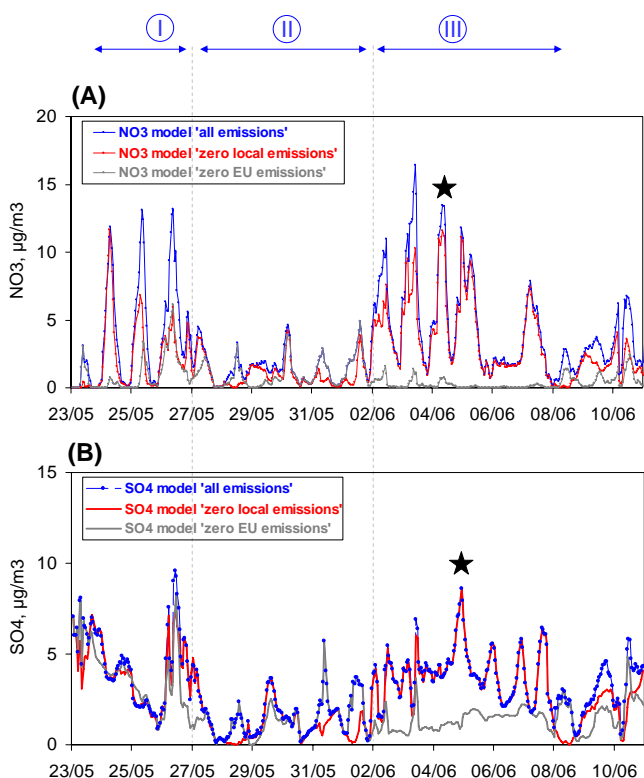 I II III
(A)
20
15
10
5
0
NO3, µg/m3
NO3 model 'all emissions'
NO3 model 'zero local emissions'
NO3 model 'zero EU emissions'
23/05 25/05 27/05 29/05 31/05 02/06 04/06 06/06 08/06 10/06
(B)
15
10
5
0
SO4, µg/m3
SO4 model 'all emissions'
SO4 model 'zero local emissions'
SO4 model 'zero EU emissions'
23/05 25/05 27/05 29/05 31/05 02/06 04/06 06/06 08/06 10/06